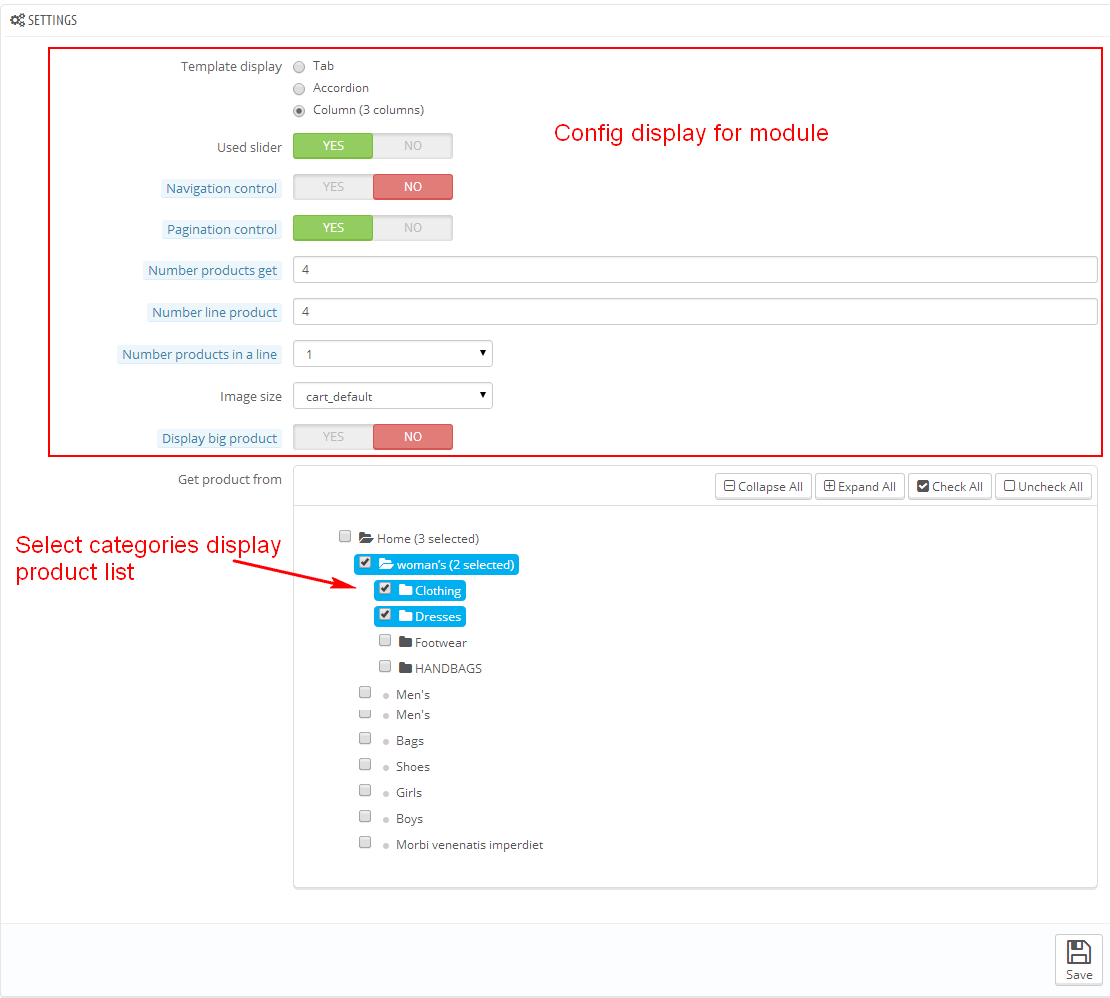 SETTINGS
Template display
Tab
Accordion
Column (3 columns)
Config display for module
Used slider YES NO
Navigation control YES NO
Pagination control YES NO
Number products get 4
Number line product 4
Number products in a line 1
Image size cart_default
Display big product YES NO
Get product from
Collapse All Expand All Check All Uncheck All
Select categories display
product list
Home (3 selected)
woman's (2 selected)
Clothing
Dresses
Footwear
HANDBAGS
Men's
Men's
Bags
Shoes
Girls
Boys
Morbi venenatis imperdiet
Save